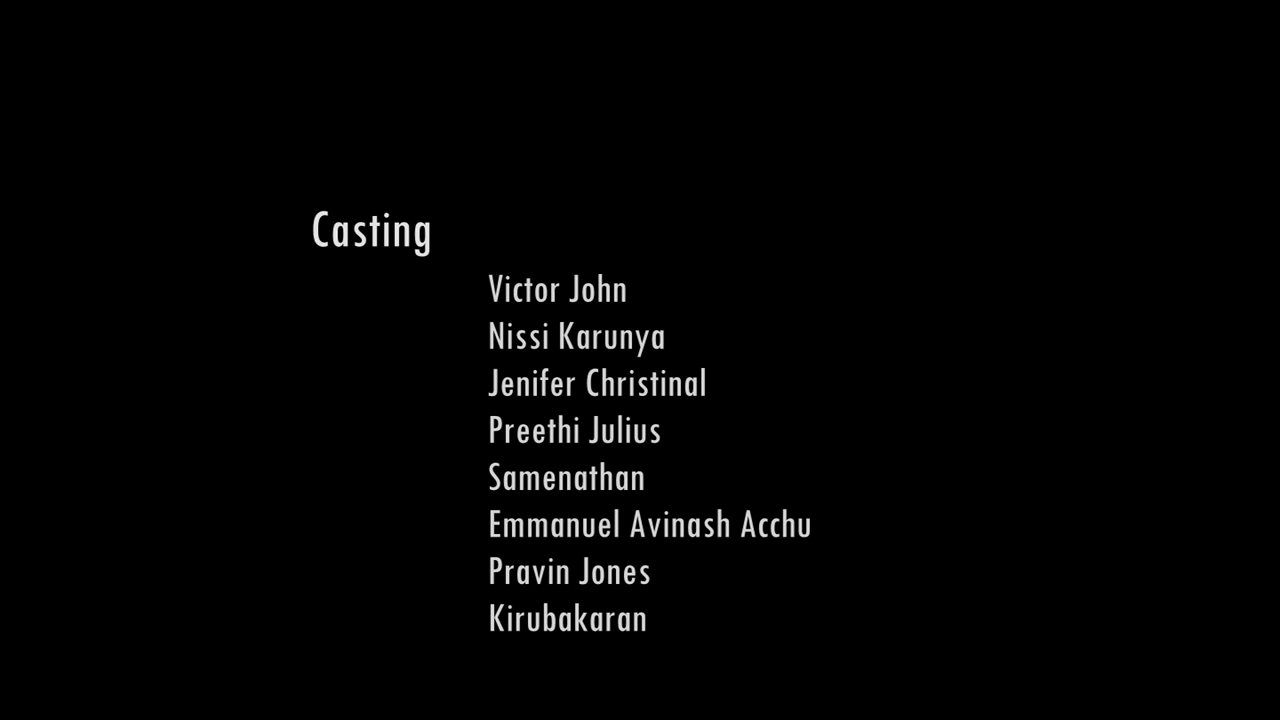 Casting
Victor John
Nissi Karunya
Jenifer Christinal
Preethi Julius
Samenathan
Emmanuel Avinash Acchu
Pravin Jones
Kirubakaran